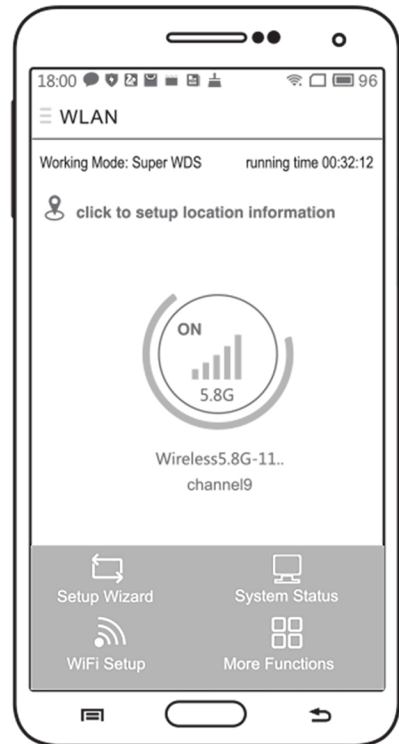 18:00 96
WLAN
Working Mode: Super WDS running time 00:32:12
click to setup location information
ON
5.8G
Wireless5.8G-11..
channel9
Setup Wizard System Status
WiFi Setup More Functions